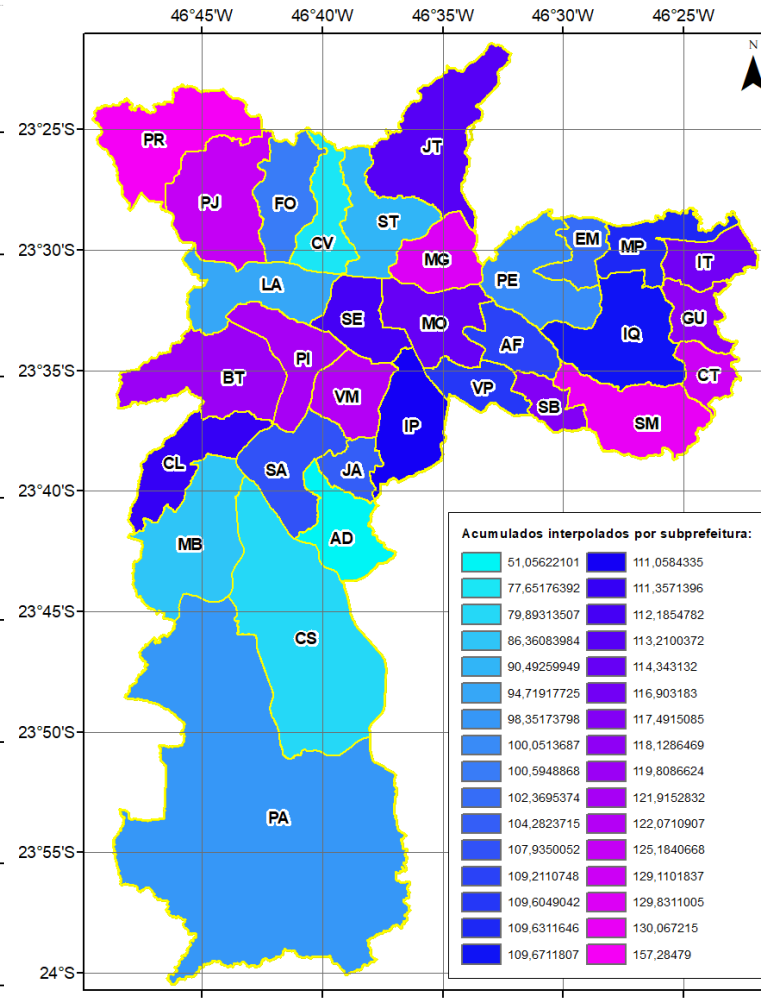 46°45'W 46°40'W 46°35'W 46°30'W 46°25'W
N
23°25'S
PR
JT
PJ
FO
ST
CV
23°30'S
EM
MP
MG
IT
LA
PE
SE
MO
GU
IQ
AF
PI
23°35'S
BT
CT
VP
VM
SB
SM
IP
CL
SA
JA
23°40'S
AD
MB
23°45'S
CS
23°50'S
PA
23°55'S
24°S
Acumulados interpolados por subprefeitura:
51,05622101 111,0584335
77,65176392 111,3571396
79,89313507 112,1854782
86,36083984 113,2100372
90,49259949 114,343132
94,71917725 116,903183
98,35173798 117,4915085
100,0513687 118,1286469
100,5948868 119,8086624
102,3695374 121,9152832
104,2823715 122,0710907
107,9350052 125,1840668
109,2110748 129,1101837
109,6049042 129,8311005
109,6311646 130,067215
109,6711807 157,28479